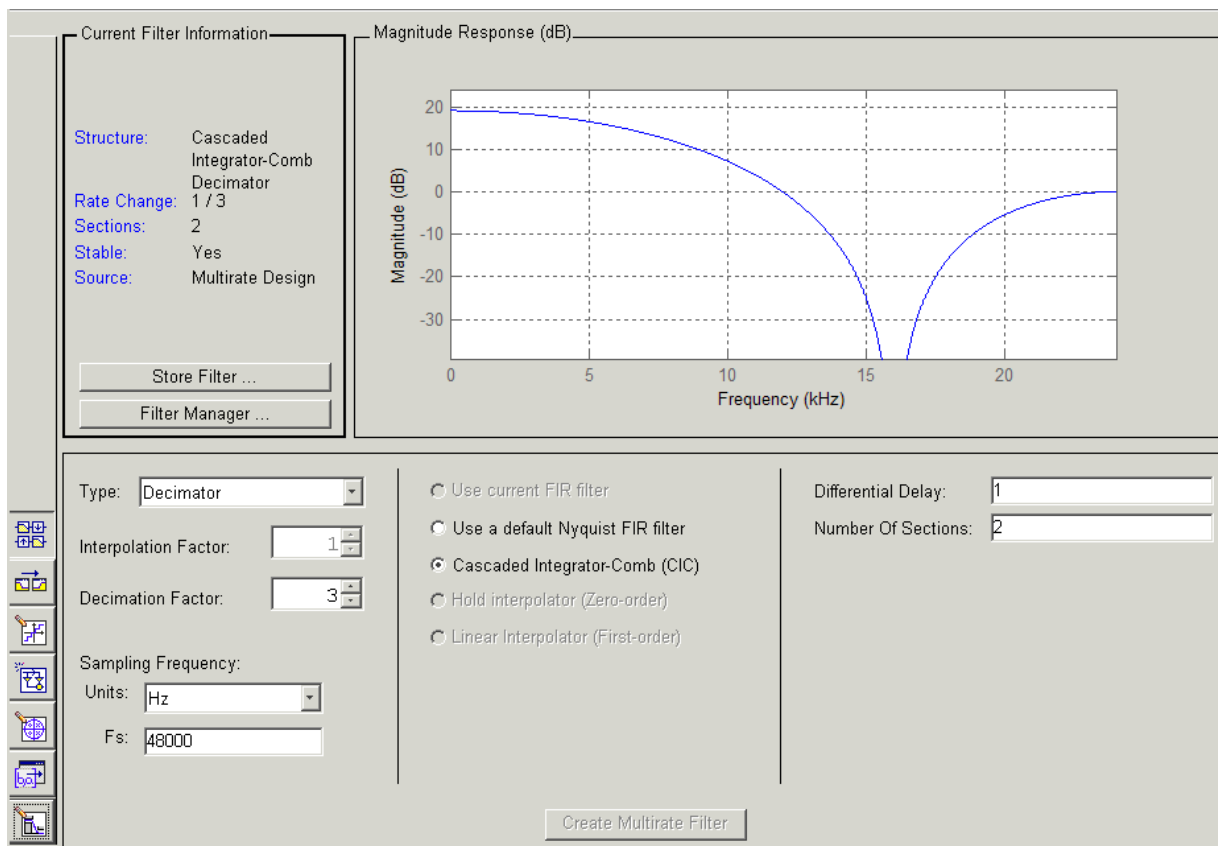 Current Filter Information
Structure: Cascaded
Integrator-Comb
Decimator
Rate Change: 1 / 3
Sections: 2
Stable: Yes
Source: Multirate Design
Store Filter ...
Filter Manager ...
Magnitude Response (dB)
Magnitude (dB)
20
10
0
-10
-20
-30
0 5 10 15 20
Frequency (kHz)
Type: Decimator
Interpolation Factor: 1
Decimation Factor: 3
Sampling Frequency:
Units: Hz
Fs: 48000
Use current FIR filter
Use a default Nyquist FIR filter
Cascaded Integrator-Comb (CIC)
Hold interpolator (Zero-order)
Linear Interpolator (First-order)
Differential Delay: 1
Number Of Sections: 2
Create Multirate Filter